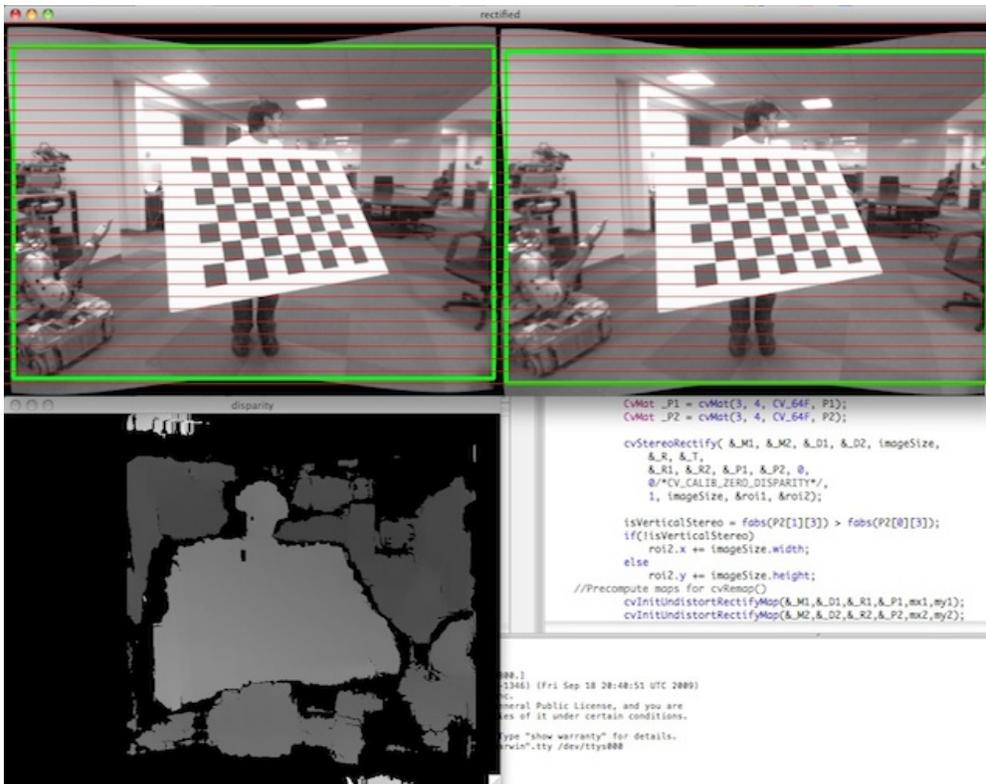 rectified
disparity
CvMat _P1 = cvMat(3, 4, CV_64F, P1);
CvMat _P2 = cvMat(3, 4, CV_64F, P2);
cvStereoRectify( &_M1, &_M2, &_D1, &_D2, imageSize,
&_R, &_T,
&_R1, &_R2, &_P1, &_P2, 0,
0/*CV_CALIB_ZERO_DISPARITY*/,
1, imageSize, &roi1, &roi2);
isVerticalStereo = fabs(P2[1][3]) > fabs(P2[0][3]);
if(!isVerticalStereo)
roi2.x += imageSize.width;
else
roi2.y += imageSize.height;
//Precompute maps for cvRemap()
cvInitUndistortRectifyMap(&_M1,&_D1,&_R1,&_P1,mx1,my1);
cvInitUndistortRectifyMap(&_M2,&_D2,&_R2,&_P2,mx2,my2);
-1346) (Fri Sep 18 20:40:51 UTC 2009)
nc.
eneral Public License, and you are
ies of it under certain conditions.
Type "show warranty" for details.
arwin".tty /dev/ttys000